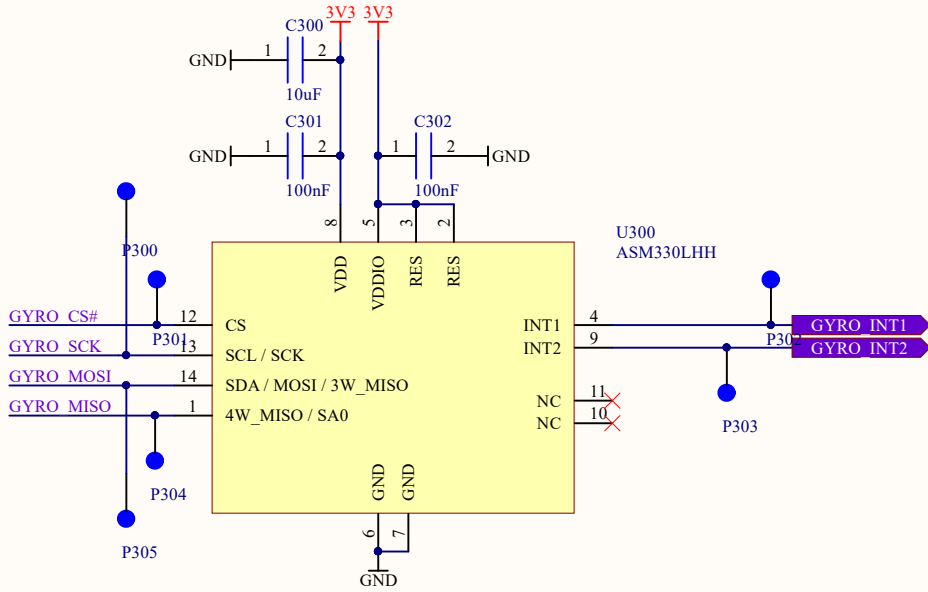 3V3
3V3
C300
GND
1
2
10uF
C301
GND
1
2
100nF
C302
1
2
GND
100nF
8
5
3
2
U300
ASM330LHH
VDD
VDDIO
RES
RES
P300
GYRO_CS#
12
CS
P301
GYRO_SCK
13
SCL / SCK
GYRO_MOSI
14
SDA / MOSI / 3W_MISO
GYRO_MISO
1
4W_MISO / SA0
INT1
4
GYRO_INT1
P302
INT2
9
GYRO_INT2
NC
11
NC
10
P303
P304
P305
GND
GND
6
7
GND